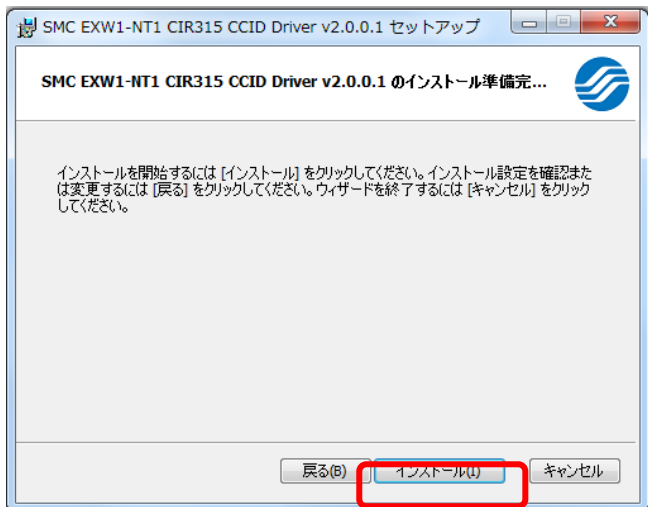 SMC EXW1-NT1 CIR315 CCID Driver v2.0.0.1 セットアップ
SMC EXW1-NT1 CIR315 CCID Driver v2.0.0.1 のインストール準備完...
インストールを開始するには [インストール] をクリックしてください。インストール設定を確認また
は変更するには [戻る] をクリックしてください。ウィザードを終了するには [キャンセル] をクリック
してください。
戻る(B) インストール(I) キャンセル